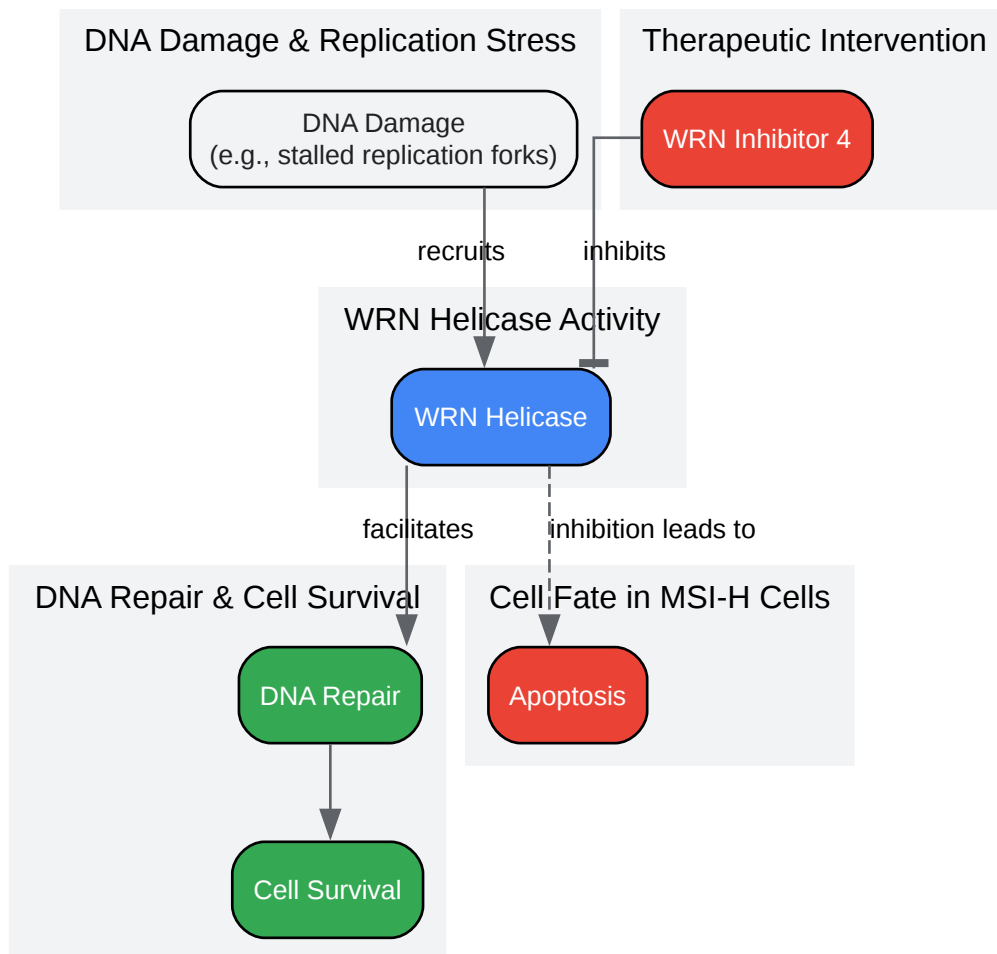 DNA Damage & Replication Stress
Therapeutic Intervention
DNA Damage
(e.g., stalled replication forks)
WRN Inhibitor 4
recruits
inhibits
WRN Helicase Activity
WRN Helicase
facilitates
inhibition leads to
DNA Repair & Cell Survival
Cell Fate in MSI-H Cells
DNA Repair
Apoptosis
Cell Survival